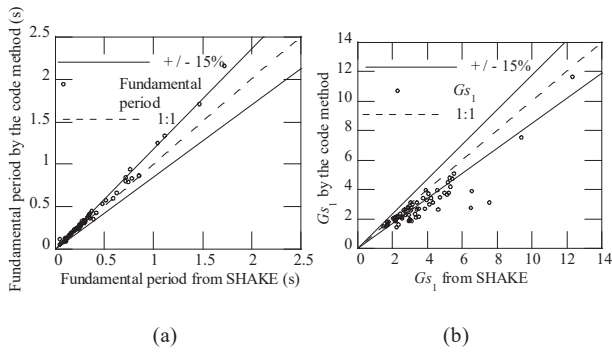 (a)
+ / - 15%
Fundamental
period
1:1
Fundamental period by the code method (s)
2.5
2
1.5
1
0.5
0
0 0.5 1 1.5 2 2.5
Fundamental period from SHAKE (s)
(a)
(b)
+ / - 15%
Gs1
1:1
Gs1 by the code method
14
12
10
8
6
4
2
0
0 2 4 6 8 10 12 14
Gs1 from SHAKE
(b)